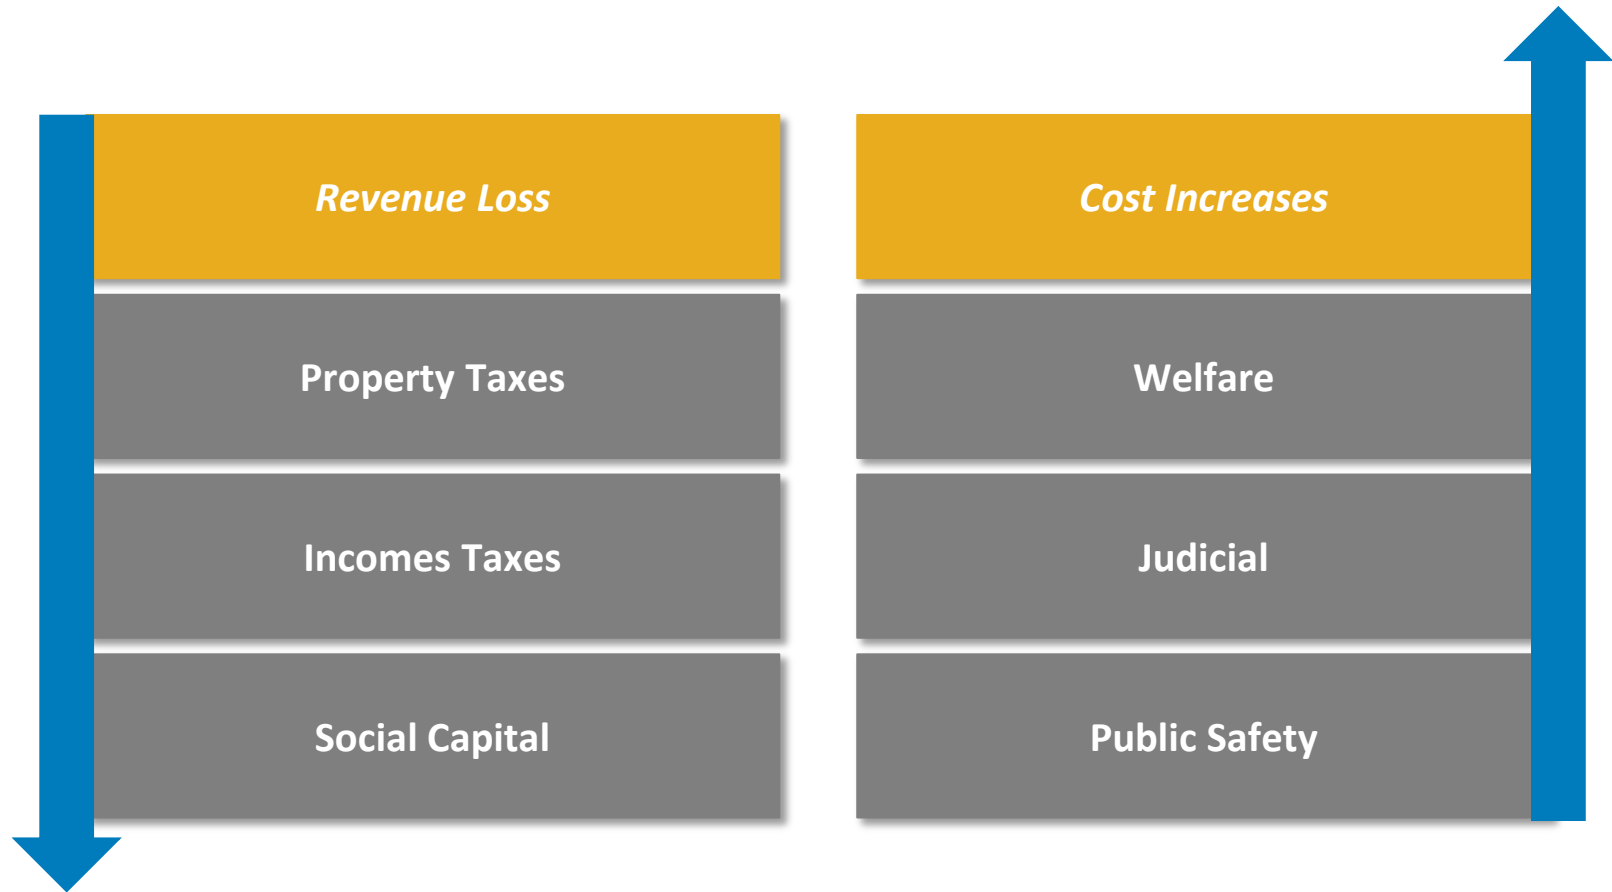 Revenue Loss
Property Taxes
Incomes Taxes
Social Capital
Cost Increases
Welfare
Judicial
Public Safety